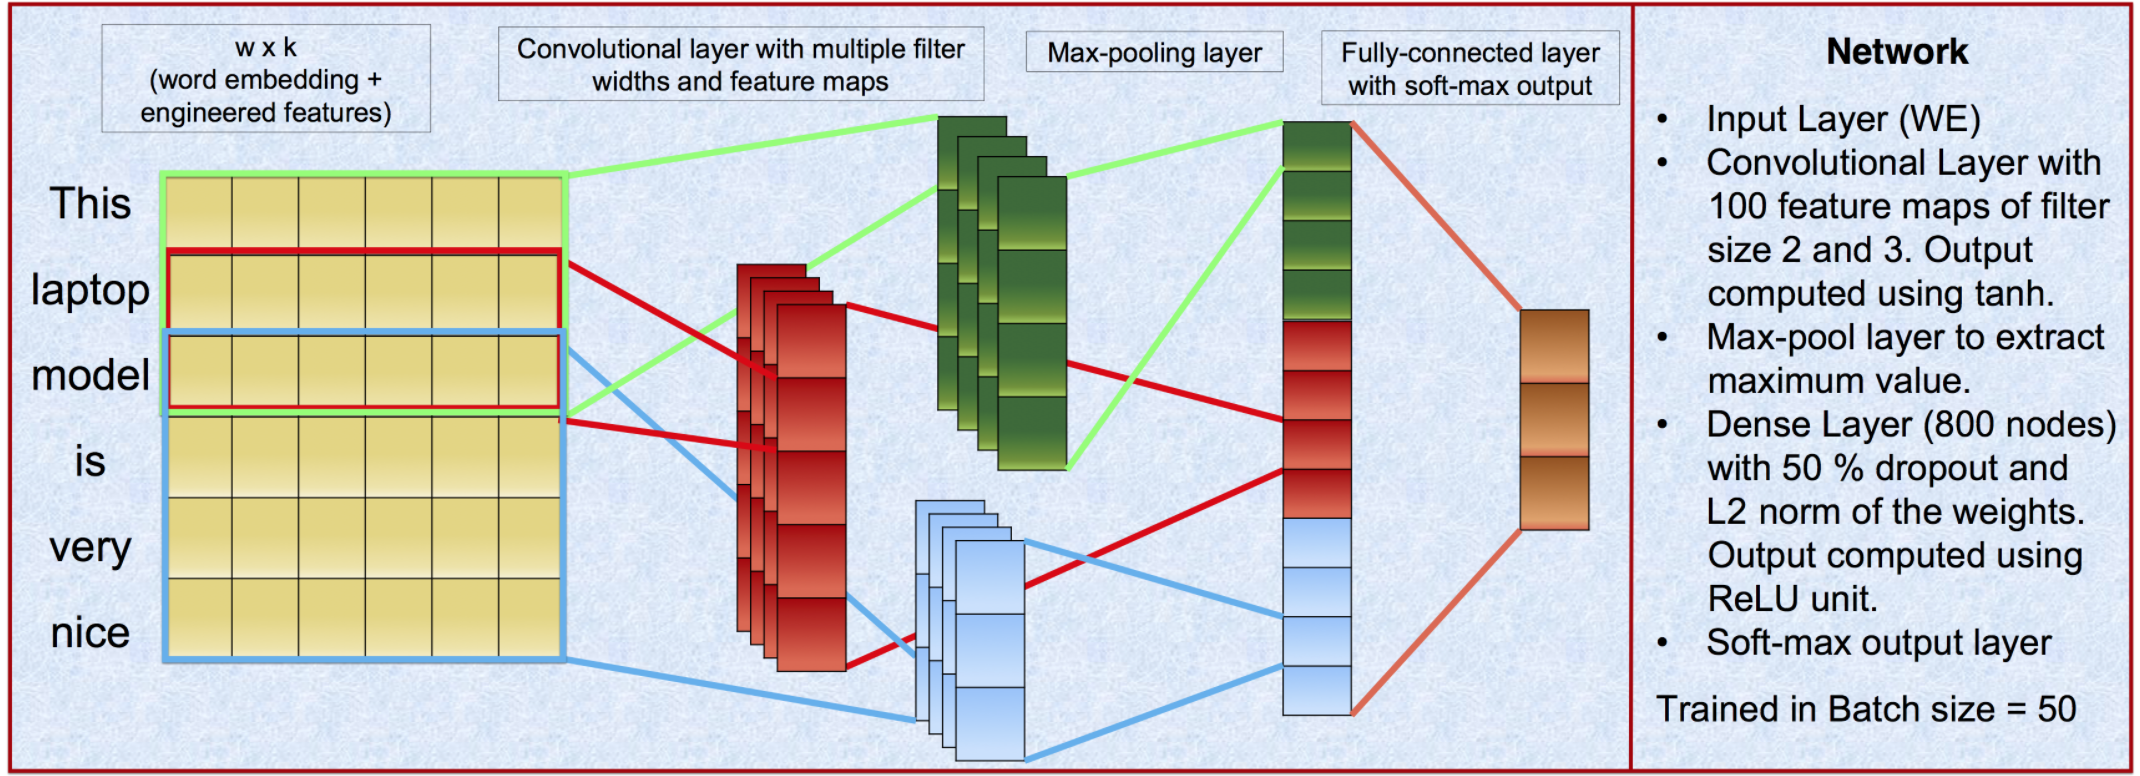 w x k
(word embedding +
engineered features)
Convolutional layer with multiple filter
widths and feature maps
Max-pooling layer
Fully-connected layer
with soft-max output
This
laptop
model
is
very
nice
Network
• Input Layer (WE)
• Convolutional Layer with
100 feature maps of filter
size 2 and 3. Output
computed using tanh.
• Max-pool layer to extract
maximum value.
• Dense Layer (800 nodes)
with 50 % dropout and
L2 norm of the weights.
Output computed using
ReLU unit.
• Soft-max output layer
Trained in Batch size = 50